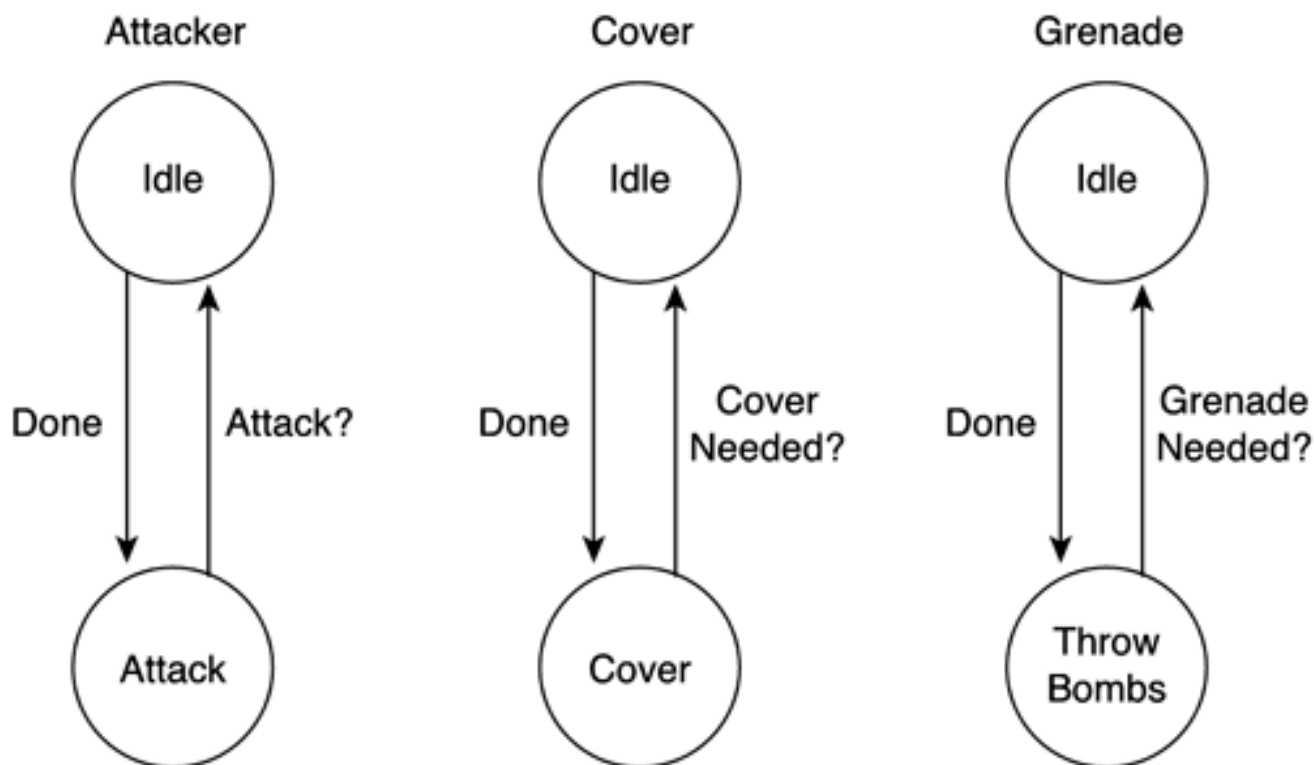 Attacker
Cover
Grenade
Idle
Idle
Idle
Done
Attack?
Done
Cover
Needed?
Done
Grenade
Needed?
Attack
Cover
Throw
Bombs